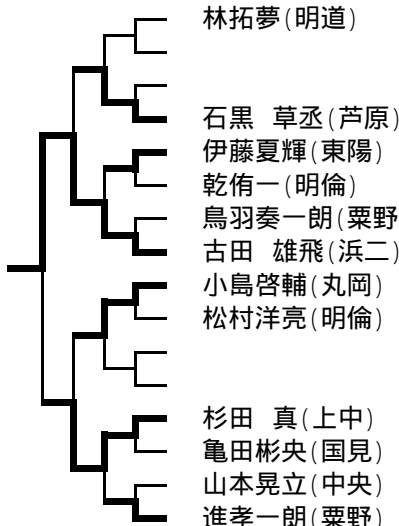 林拓夢(明道)
石黒 草丞(芦原)
伊藤夏輝(東陽)
乾侑一(明倫)
鳥羽奏一朗(粟野
古田 雄飛(浜二)
小島啓輔(丸岡)
松村洋亮(明倫)
杉田 真(上中)
亀田彬央(国見)
山本晃立(中央)
進孝一朗(粟野)